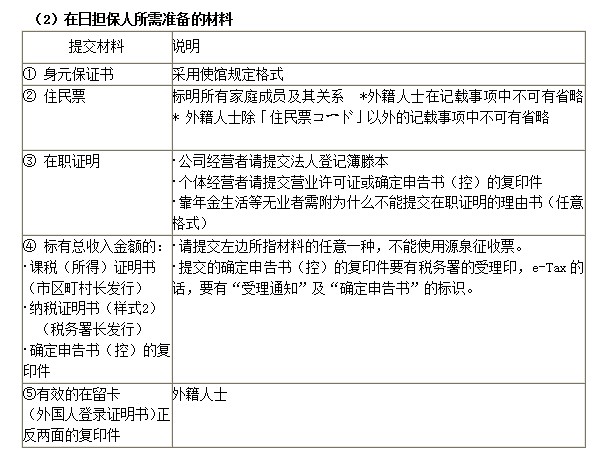 （2）在日担保人所需准备的材料
提交材料
说明
① 身元保证书
采用使馆规定格式
② 住民票
标明所有家庭成员及其关系　*外籍人士在记载事项中不可有省略
* 外籍人士除「住民票コード」以外的记载事项中不可有省略
③ 在职证明
·公司经营者请提交法人登记簿滕本
·个体经营者请提交营业许可证或确定申告书（控）的复印件
·靠年金生活等无业者需附为什么不能提交在职证明的理由书（任意
格式）
④ 标有总收入金额的：
·课税（所得）证明书
（市区町村长发行）
·纳税证明书（样式2）
（税务署长发行）
·确定申告书（控）的复
印件
·请提交左边所指材料的任意一种，不能使用源泉征收票。
·提交的确定申告书（控）的复印件要有税务署的受理印，e-Tax 的
话，要有“受理通知”及“确定申告书”的标识。
⑤有效的在留卡
（外国人登录证明书）正
反两面的复印件
外籍人士